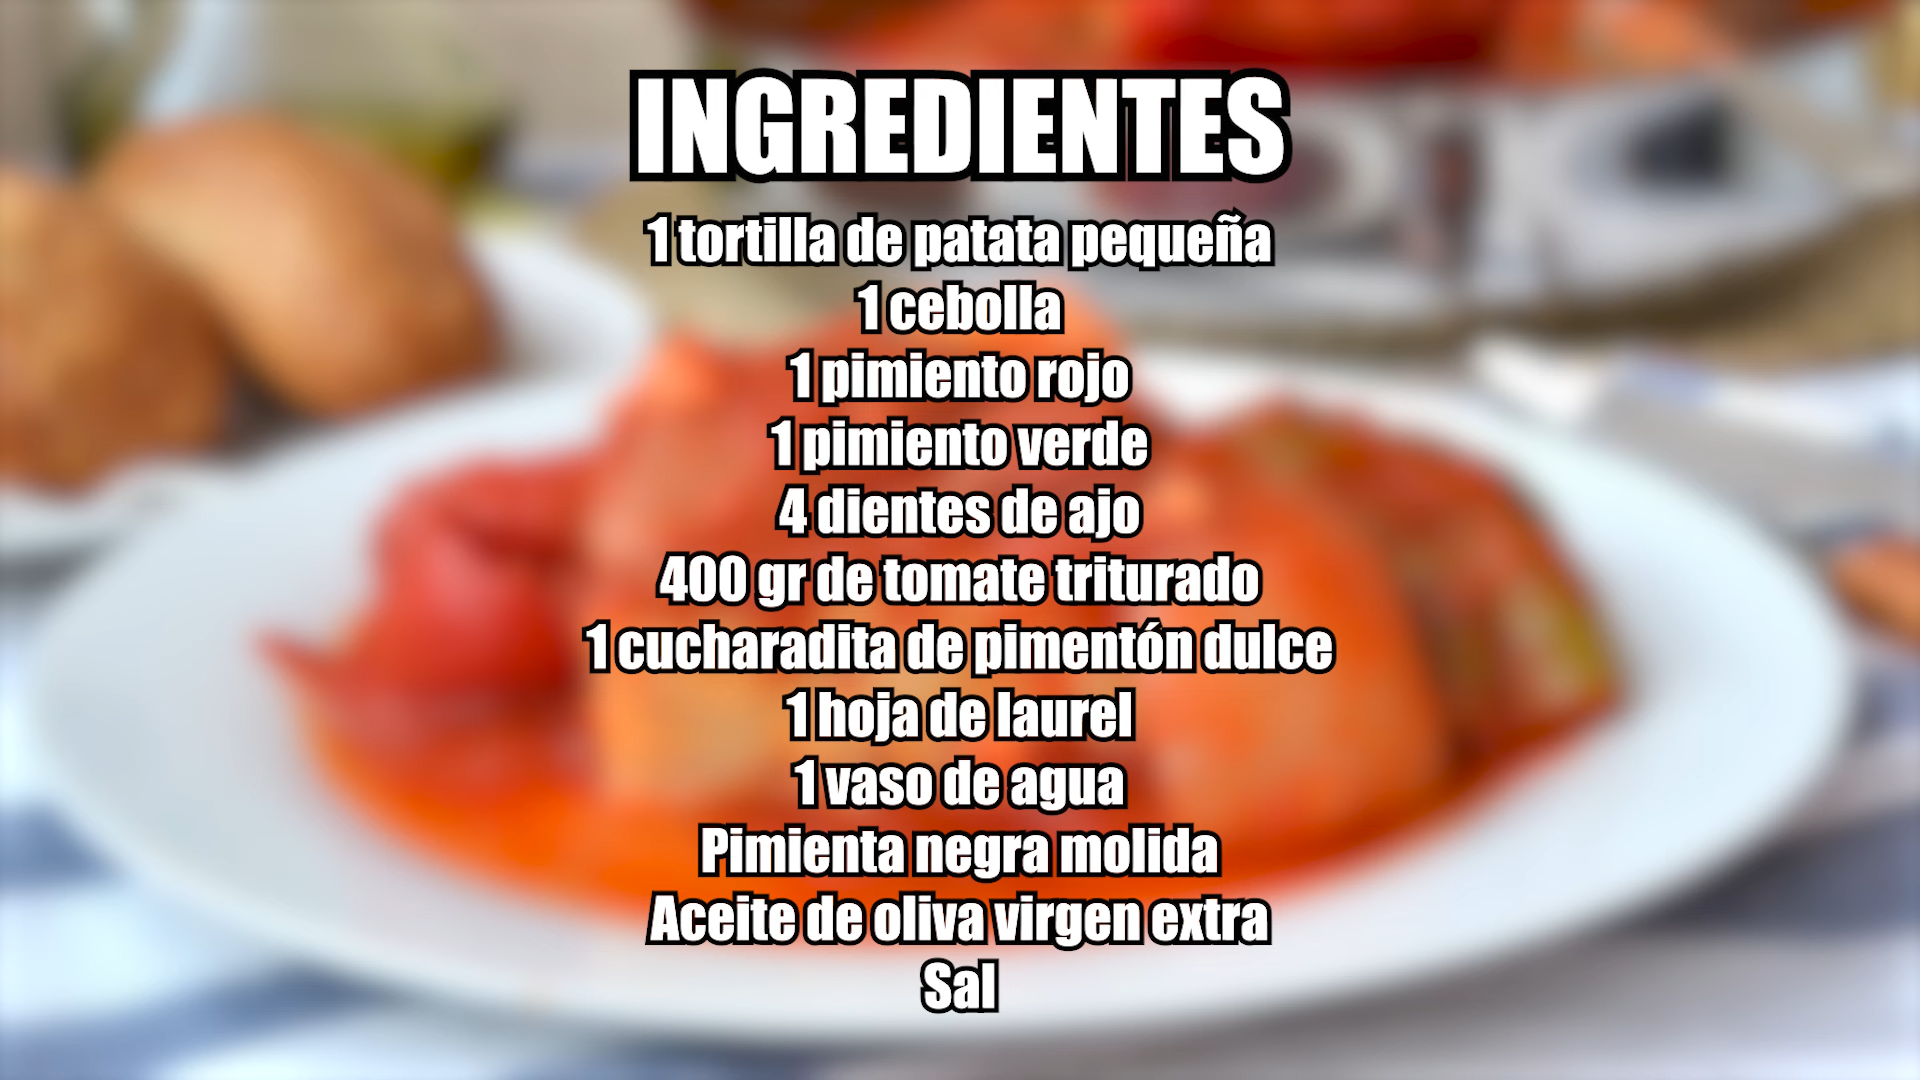 INGREDIENTES
1 tortilla de patata pequeña
1 cebolla
1 pimiento rojo
1 pimiento verde
4 dientes de ajo
400 gr de tomate triturado
1 cucharadita de pimentón dulce
1 hoja de laurel
1 vaso de agua
Pimienta negra molida
Aceite de oliva virgen extra
Sal